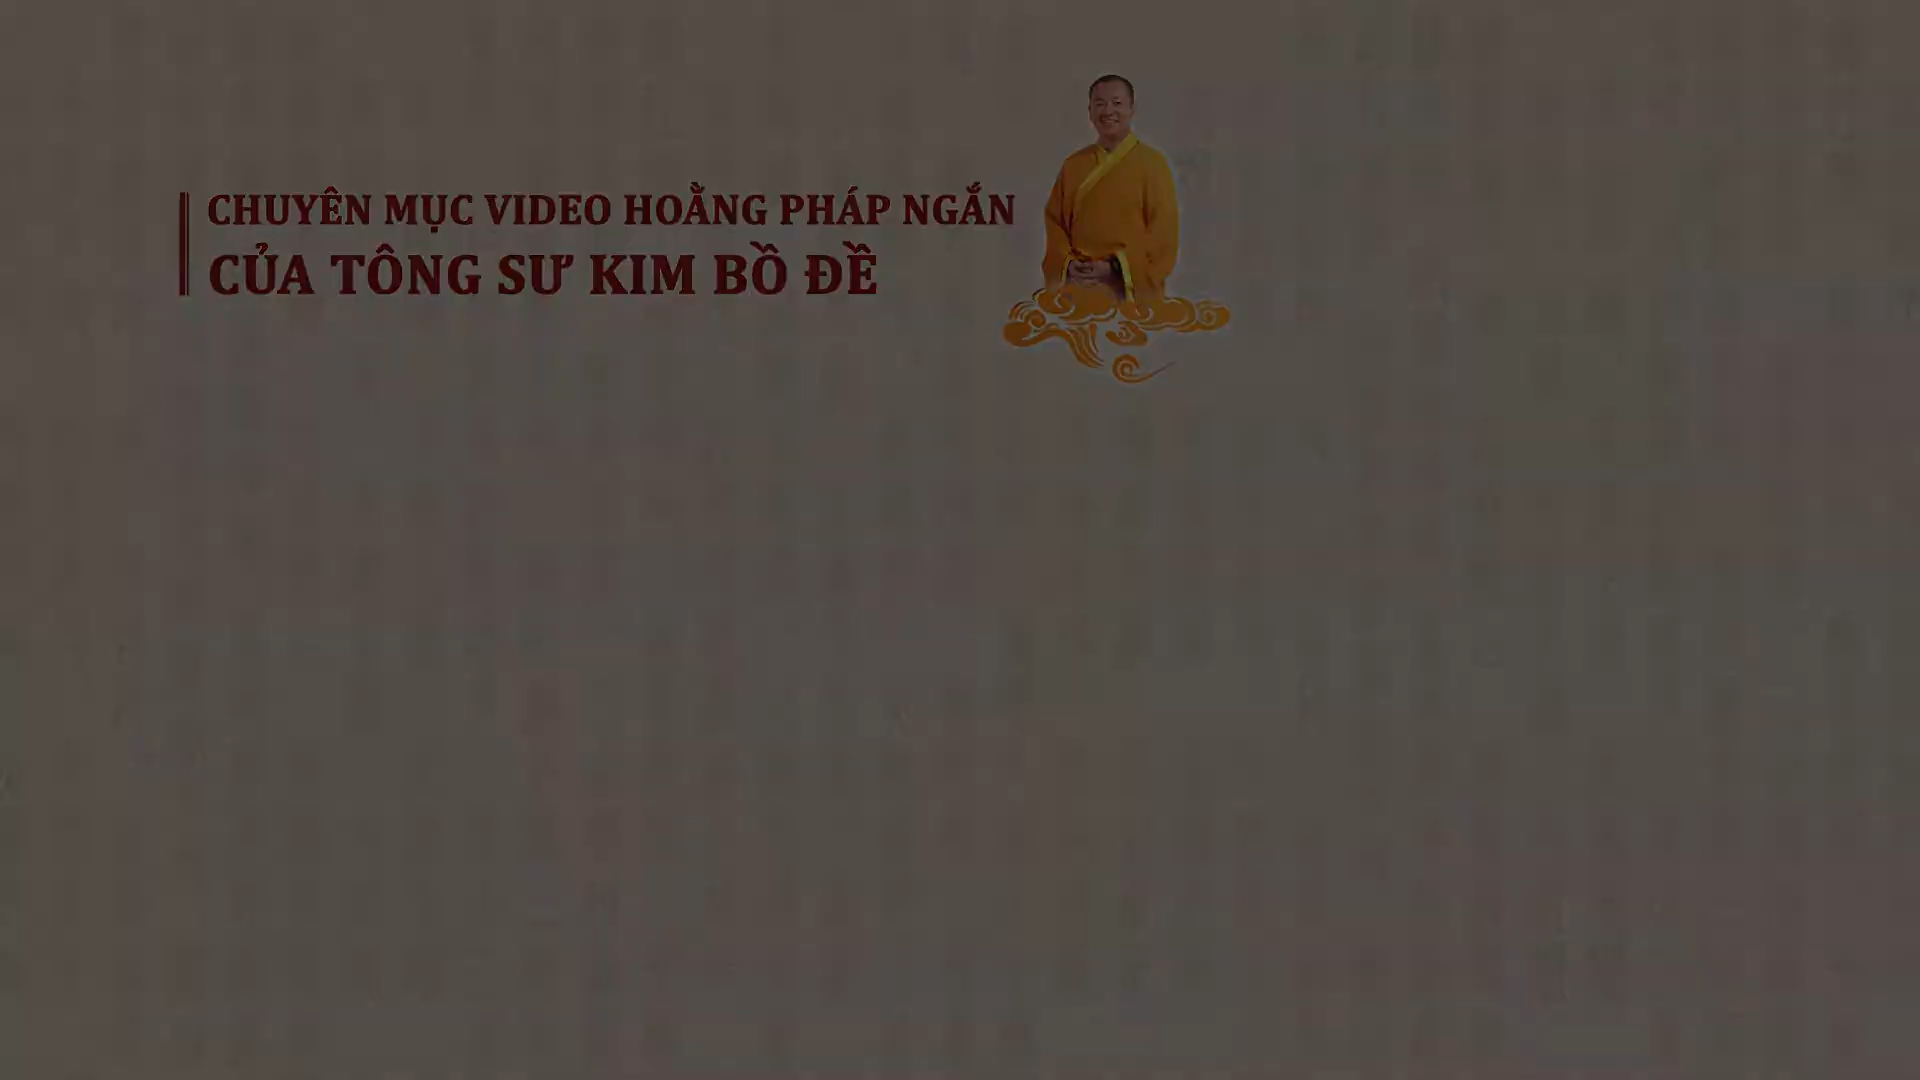 CHUYÊN MỤC VIDEO HOẰNG PHÁP NGẮN
CỦA TÔNG SƯ KIM BỒ ĐỀ